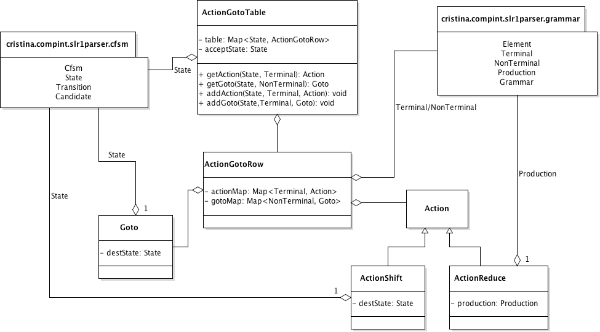 ActionGotoTable
- table: Map<State, ActionGotoRow>
- acceptState: State
+ getAction(State, Terminal): Action
+ getGoto(State, NonTerminal): Goto
+ addAction(State, Terminal, Action): void
+ addGoto(State,Terminal, Goto): void
cristina.compint.slr1parser.cfsm
Cfsm
State
Transition
Candidate
State
cristina.compint.slr1parser.grammar
Element
Terminal
NonTerminal
Production
Grammar
Terminal/NonTerminal
State
ActionGotoRow
- actionMap: Map<Terminal, Action>
- gotoMap: Map<NonTerminal, Goto>
Production
State
1
Goto
- destState: State
Action
1
ActionShift
- destState: State
1
ActionReduce
- production: Production